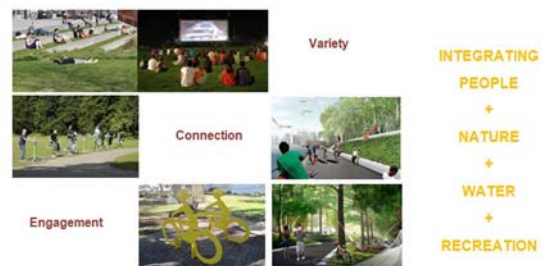 Variety
Connection
Engagement
INTEGRATING
PEOPLE
+
NATURE
+
WATER
+
RECREATION